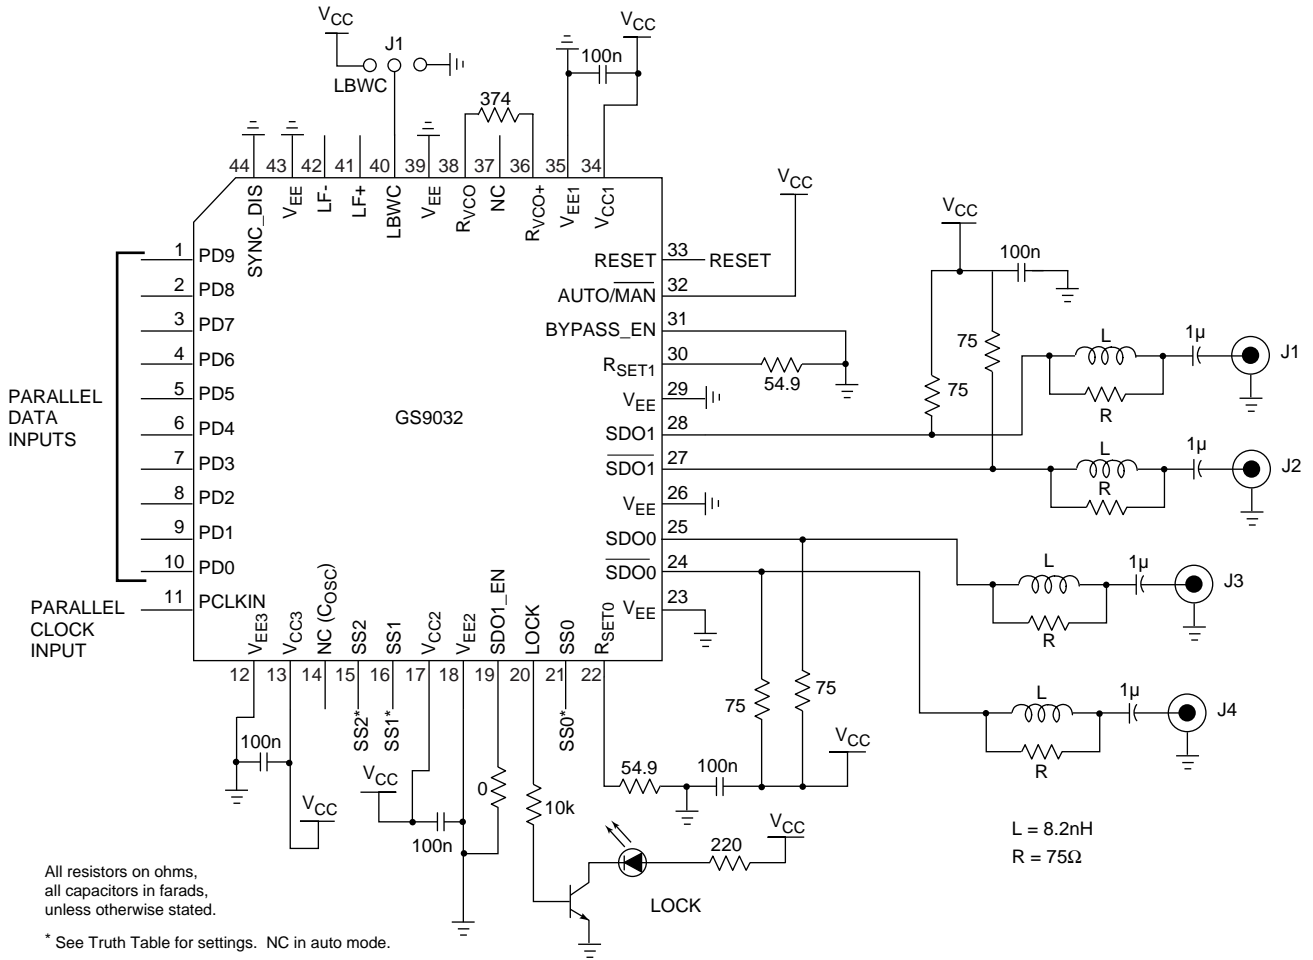 VCC
J1
LBWC
374
100n
VCC
44 43 42 41 40 39 38 37 36 35 34
SYNC_DIS
VEE
LF-
LF+
LBWC
VEE
RVCO
NC
RVCO+
VEE1
VCC1
PARALLEL
DATA
INPUTS
1 PD9
2 PD8
3 PD7
4 PD6
5 PD5
6 PD4
7 PD3
8 PD2
9 PD1
10 PD0
PARALLEL
CLOCK
INPUT
11 PCLKIN
GS9032
RESET 33 RESET
AUTO/MAN 32
VCC
BYPASS_EN 31
RSET1 30
54.9
VEE 29
SDO1 28
SDO1 27
VEE 26
SDO0 25
SDO0 24
VEE 23
VCC
100n
75
75
L
R
1µ
J1
L
R
1µ
J2
L
R
1µ
J3
L
R
1µ
J4
VEE3
VCC3
NC (COSC)
SS2
SS1
VCC2
VEE2
SDO1_EN
LOCK
SS0
RSET0
12 13 14 15 16 17 18 19 20 21 22
SS2*
SS1*
SS0*
100n
VCC
VCC
100n
0
10k
54.9
100n
75
75
VCC
220
VCC
LOCK
L = 8.2nH
R = 75Ω
All resistors on ohms,
all capacitors in farads,
unless otherwise stated.
* See Truth Table for settings. NC in auto mode.